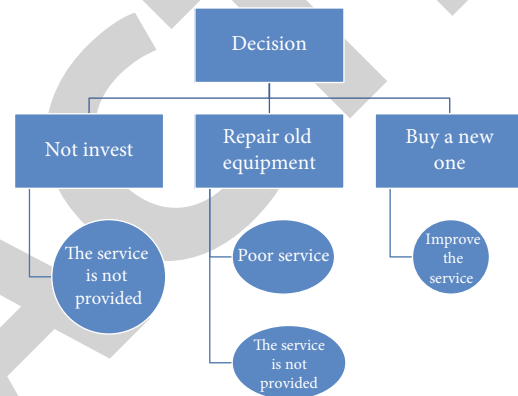 Decision
Not invest
Repair old
equipment
Buy a new
one
The service
is not
provided
Poor service
Improve
the
service
The service
is not
provided